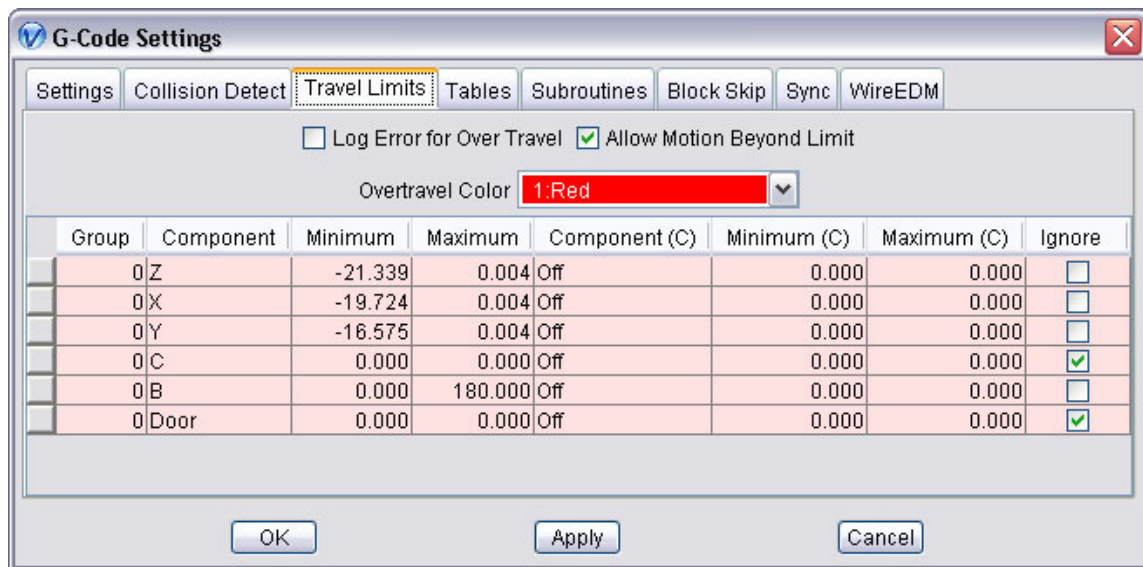 G-Code Settings
Settings Collision Detect Travel Limits Tables Subroutines Block Skip Sync WireEDM
Log Error for Over Travel Allow Motion Beyond Limit
Overtravel Color 1:Red
Group Component Minimum Maximum Component (C) Minimum (C) Maximum (C) Ignore
0 Z -21.339 0.004 Off 0.000 0.000
0 X -19.724 0.004 Off 0.000 0.000
0 Y -16.575 0.004 Off 0.000 0.000
0 C 0.000 0.000 Off 0.000 0.000
0 B 0.000 180.000 Off 0.000 0.000
0 Door 0.000 0.000 Off 0.000 0.000
OK Apply Cancel